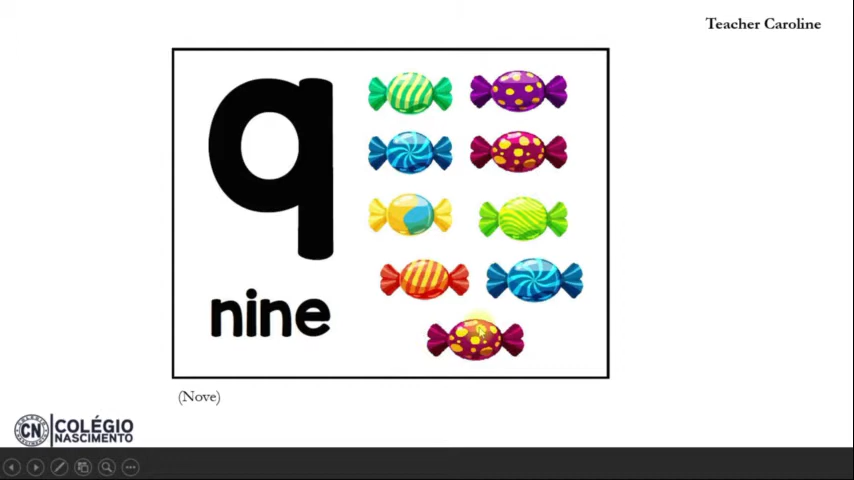 Teacher Caroline
9
nine
(Nove)
CN COLÉGIO
NASCIMENTO